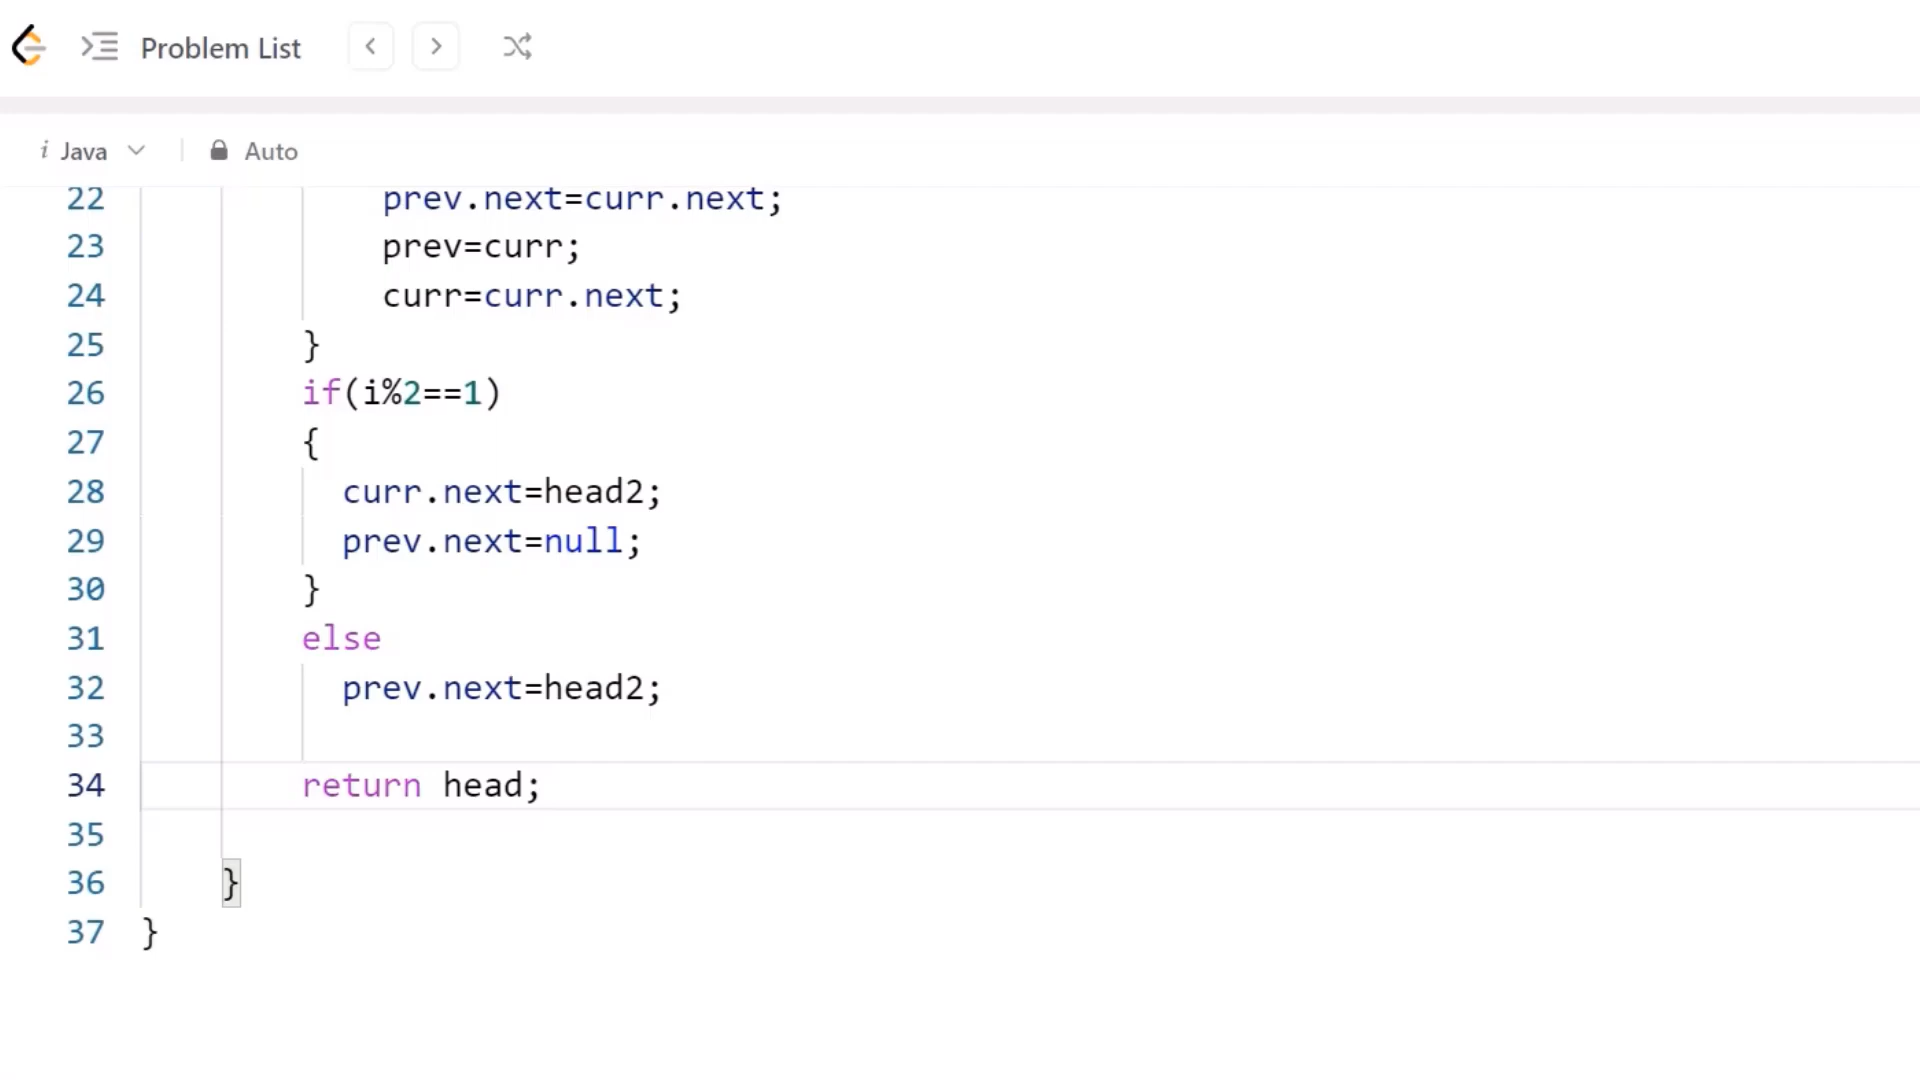 Problem List
i Java Auto
22 prev.next=curr.next;
23 prev=curr;
24 curr=curr.next;
25 }
26 if(i%2==1)
27 {
28 curr.next=head2;
29 prev.next=null;
30 }
31 else
32 prev.next=head2;
33
34 return head;
35
36 }
37 }